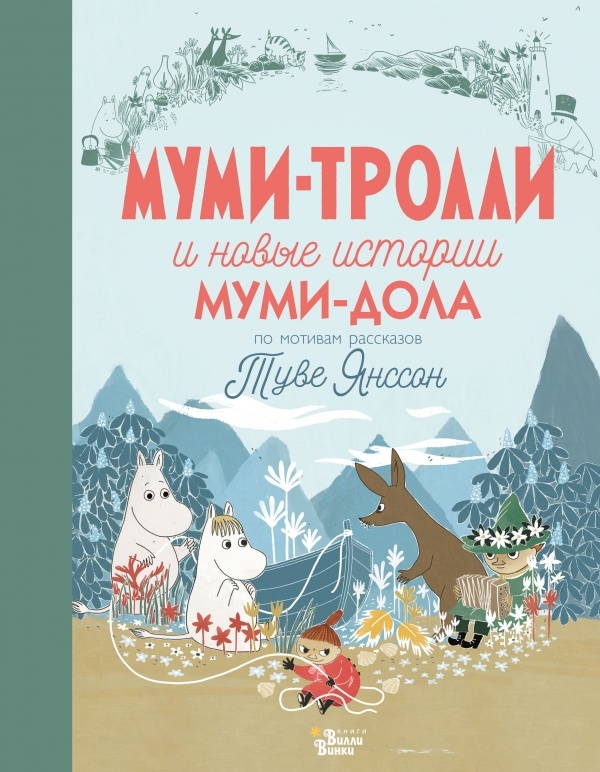 МУМИ-ТРОЛЛИ
и новые истории
МУМИ-ДОЛА
по мотивам рассказов
Туве Янссон
КНИГИ
Вилли
Винки